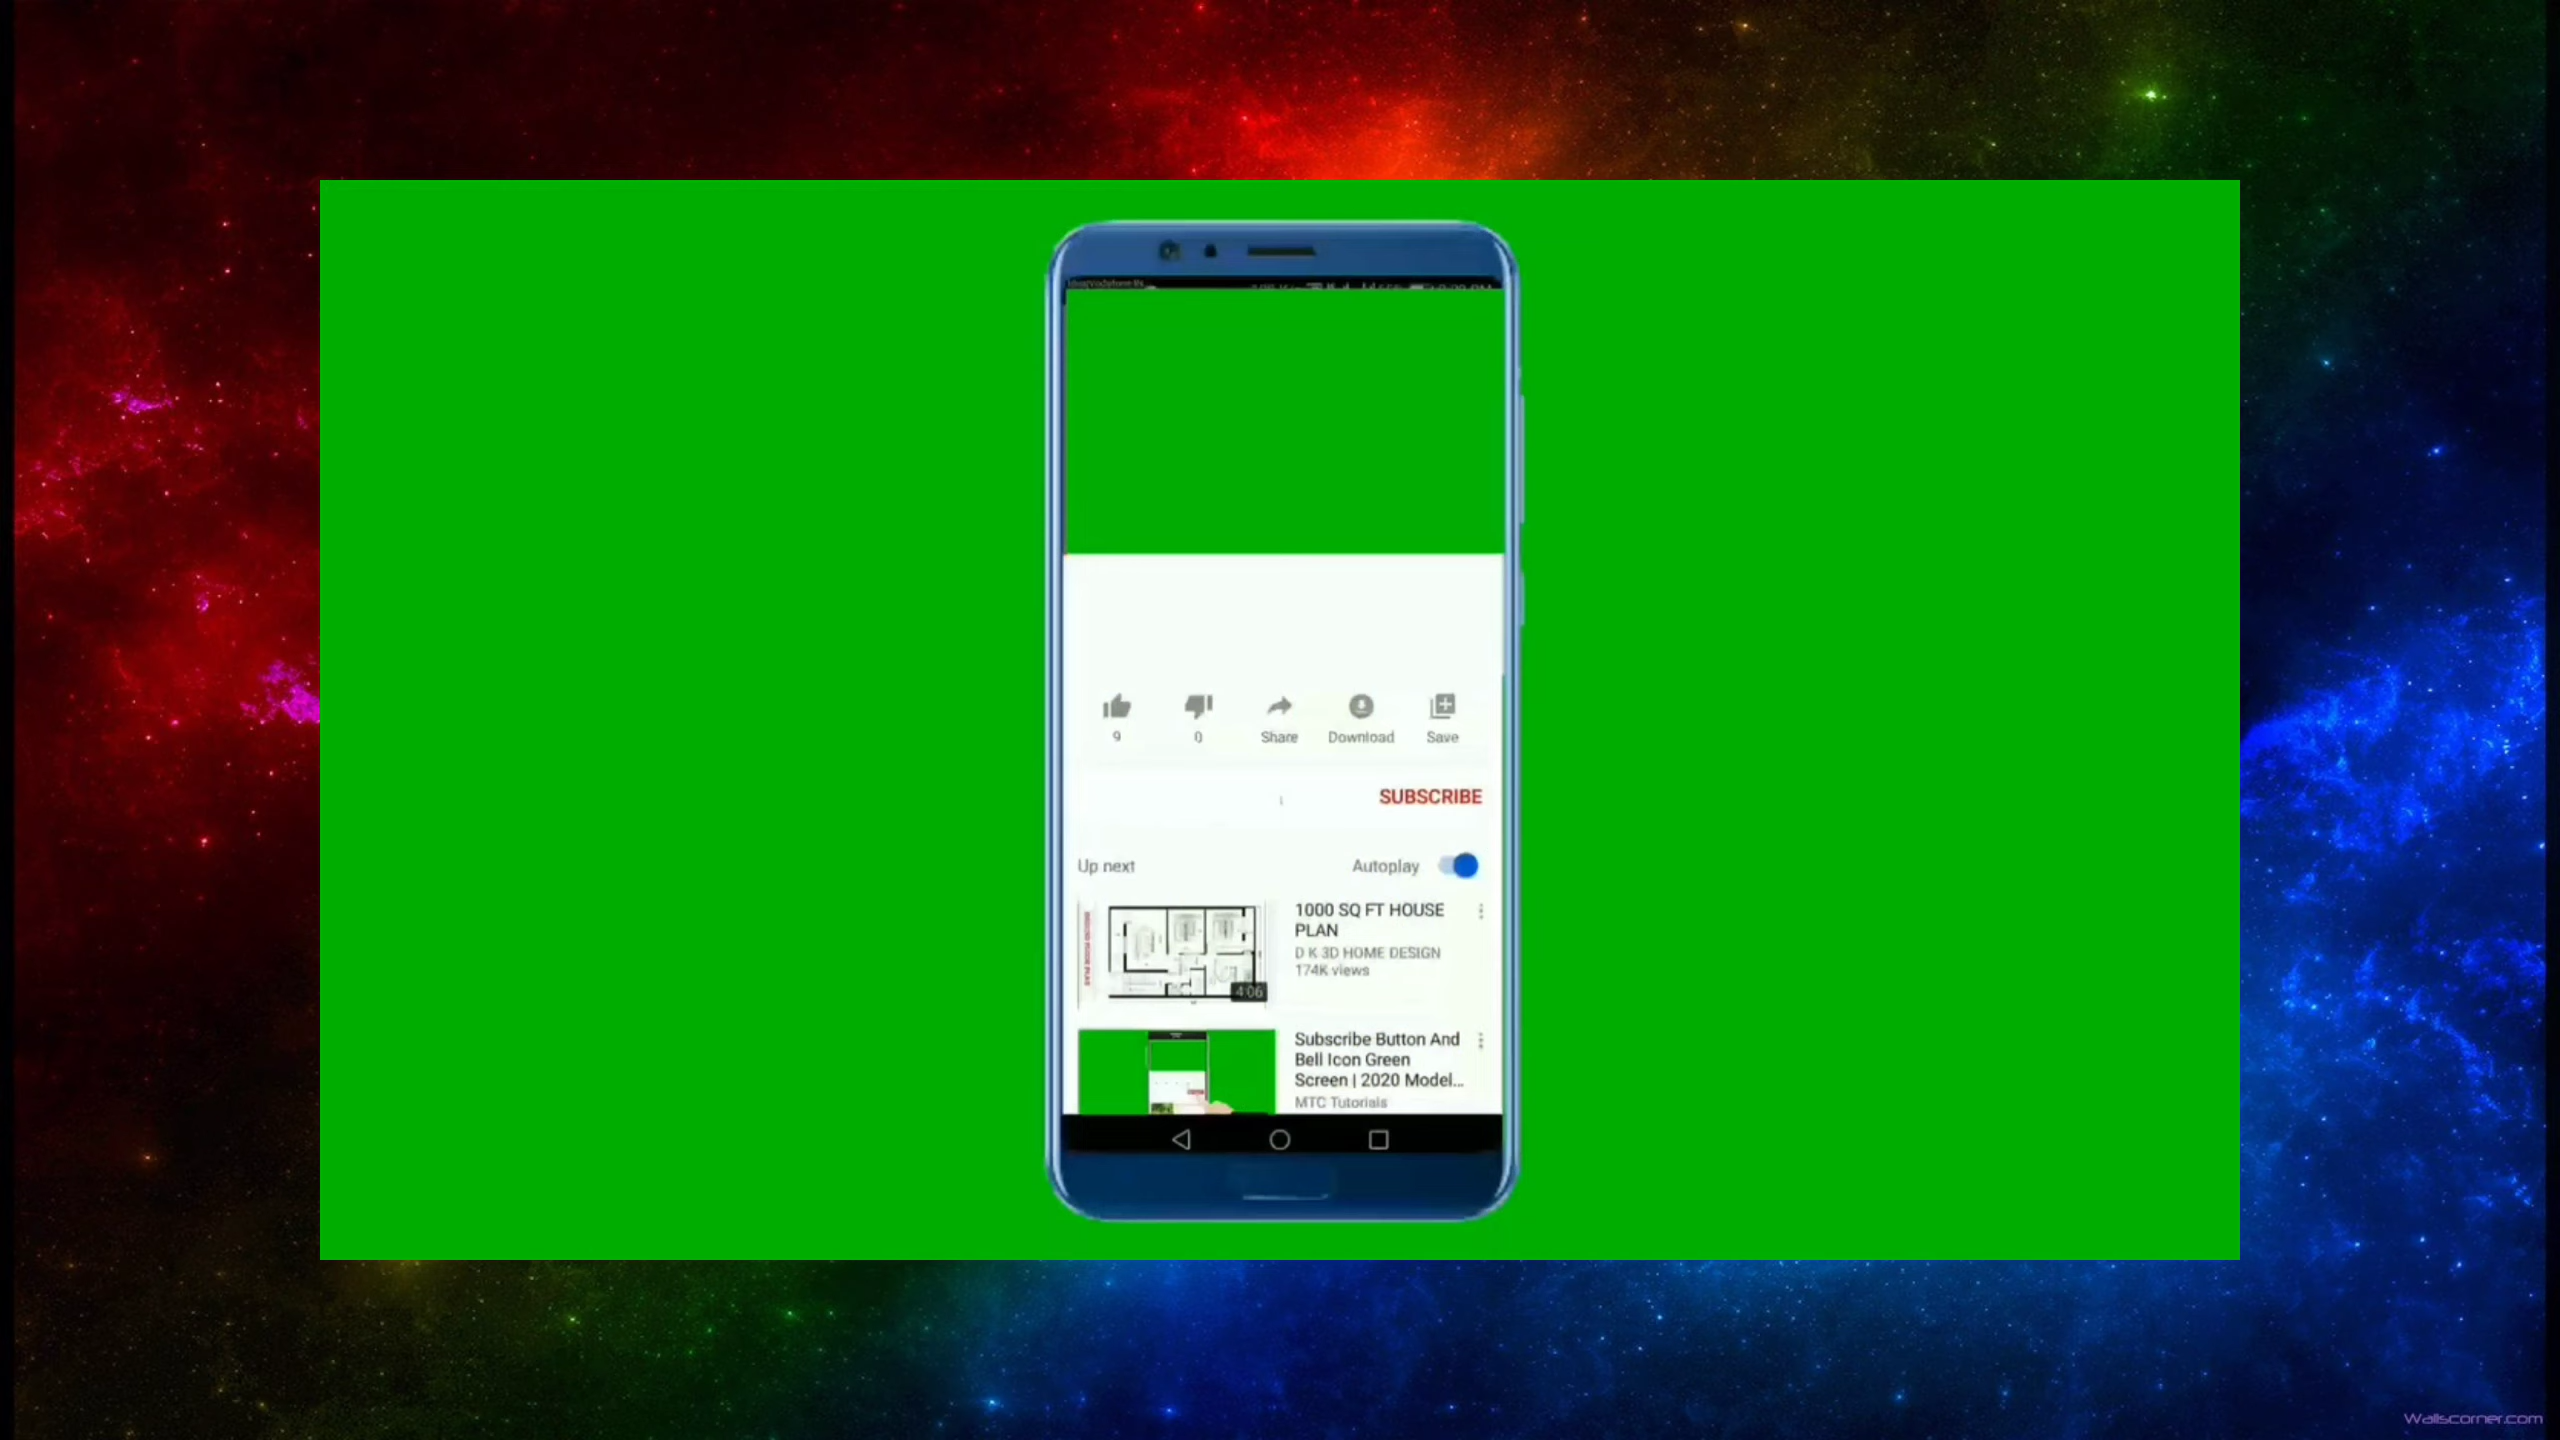 9
0
Share
Download
Save
SUBSCRIBE
Up next
Autoplay
1000 SQ FT HOUSE
PLAN
D K 3D HOME DESIGN
174K views
4:06
Subscribe Button And
Bell Icon Green
Screen | 2020 Model...
MTC Tutorials
Wallscorner.com